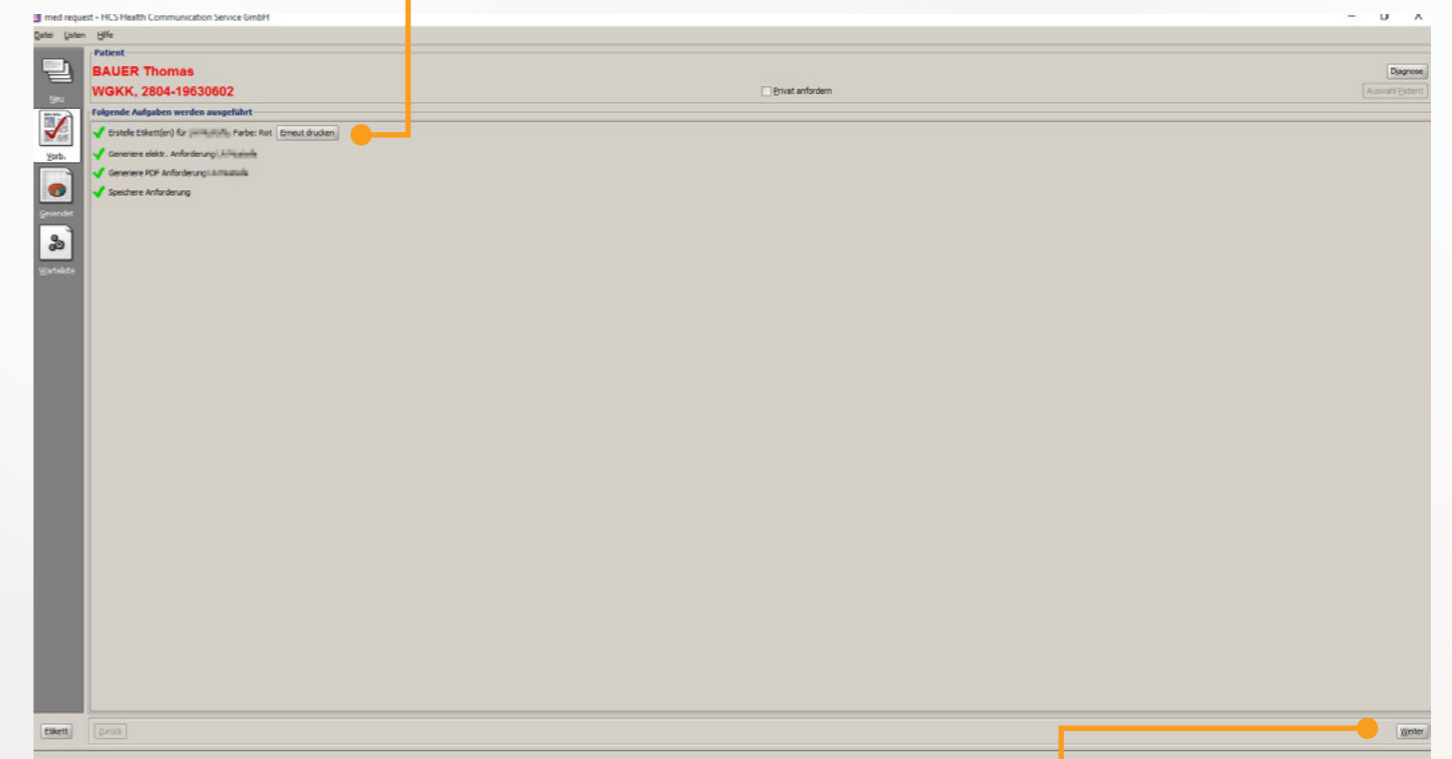 med request - HCS Health Communication Service GmbH
Datei Listen Hilfe
Patient
BAUER Thomas
Diagnose
WGKK, 2804-19630602
Privat anfordern
Auswahl Patient
Neu
Folgende Aufgaben werden ausgeführt
Erstelle Etikett(en) für Farbe: Rot Erneut drucken
Vorb.
Generiere elektr. Anforderung
Generiere PDF Anforderung
Speichere Anforderung
Gesendet
Warteliste
Etikett
Zurück
Weiter